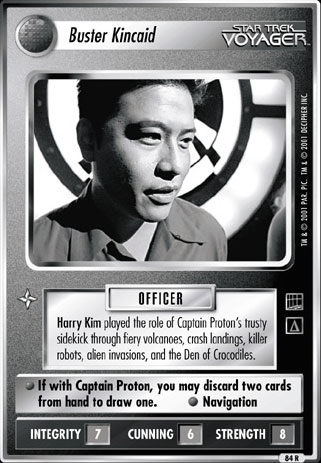 Buster Kincaid
STAR TREK
VOYAGER
TM & © 2001 PAR. PIC. TM & © 2001 DECIPHER INC.
OFFICER
Harry Kim played the role of Captain Proton's trusty
sidekick through fiery volcanoes, crash landings, killer
robots, alien invasions, and the Den of Crocodiles.
If with Captain Proton, you may discard two cards
from hand to draw one. ● Navigation
INTEGRITY 7 CUNNING 6 STRENGTH 8
84 R